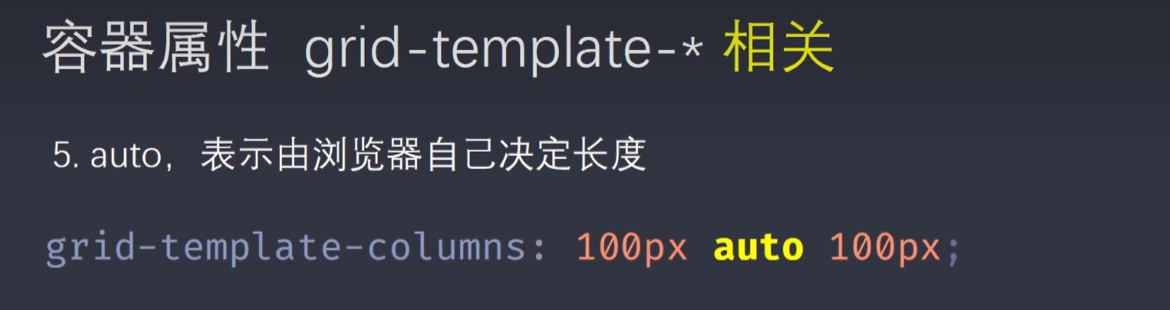 容器属性 grid-template-* 相关
5. auto，表示由浏览器自己决定长度
grid-template-columns: 100px auto 100px;